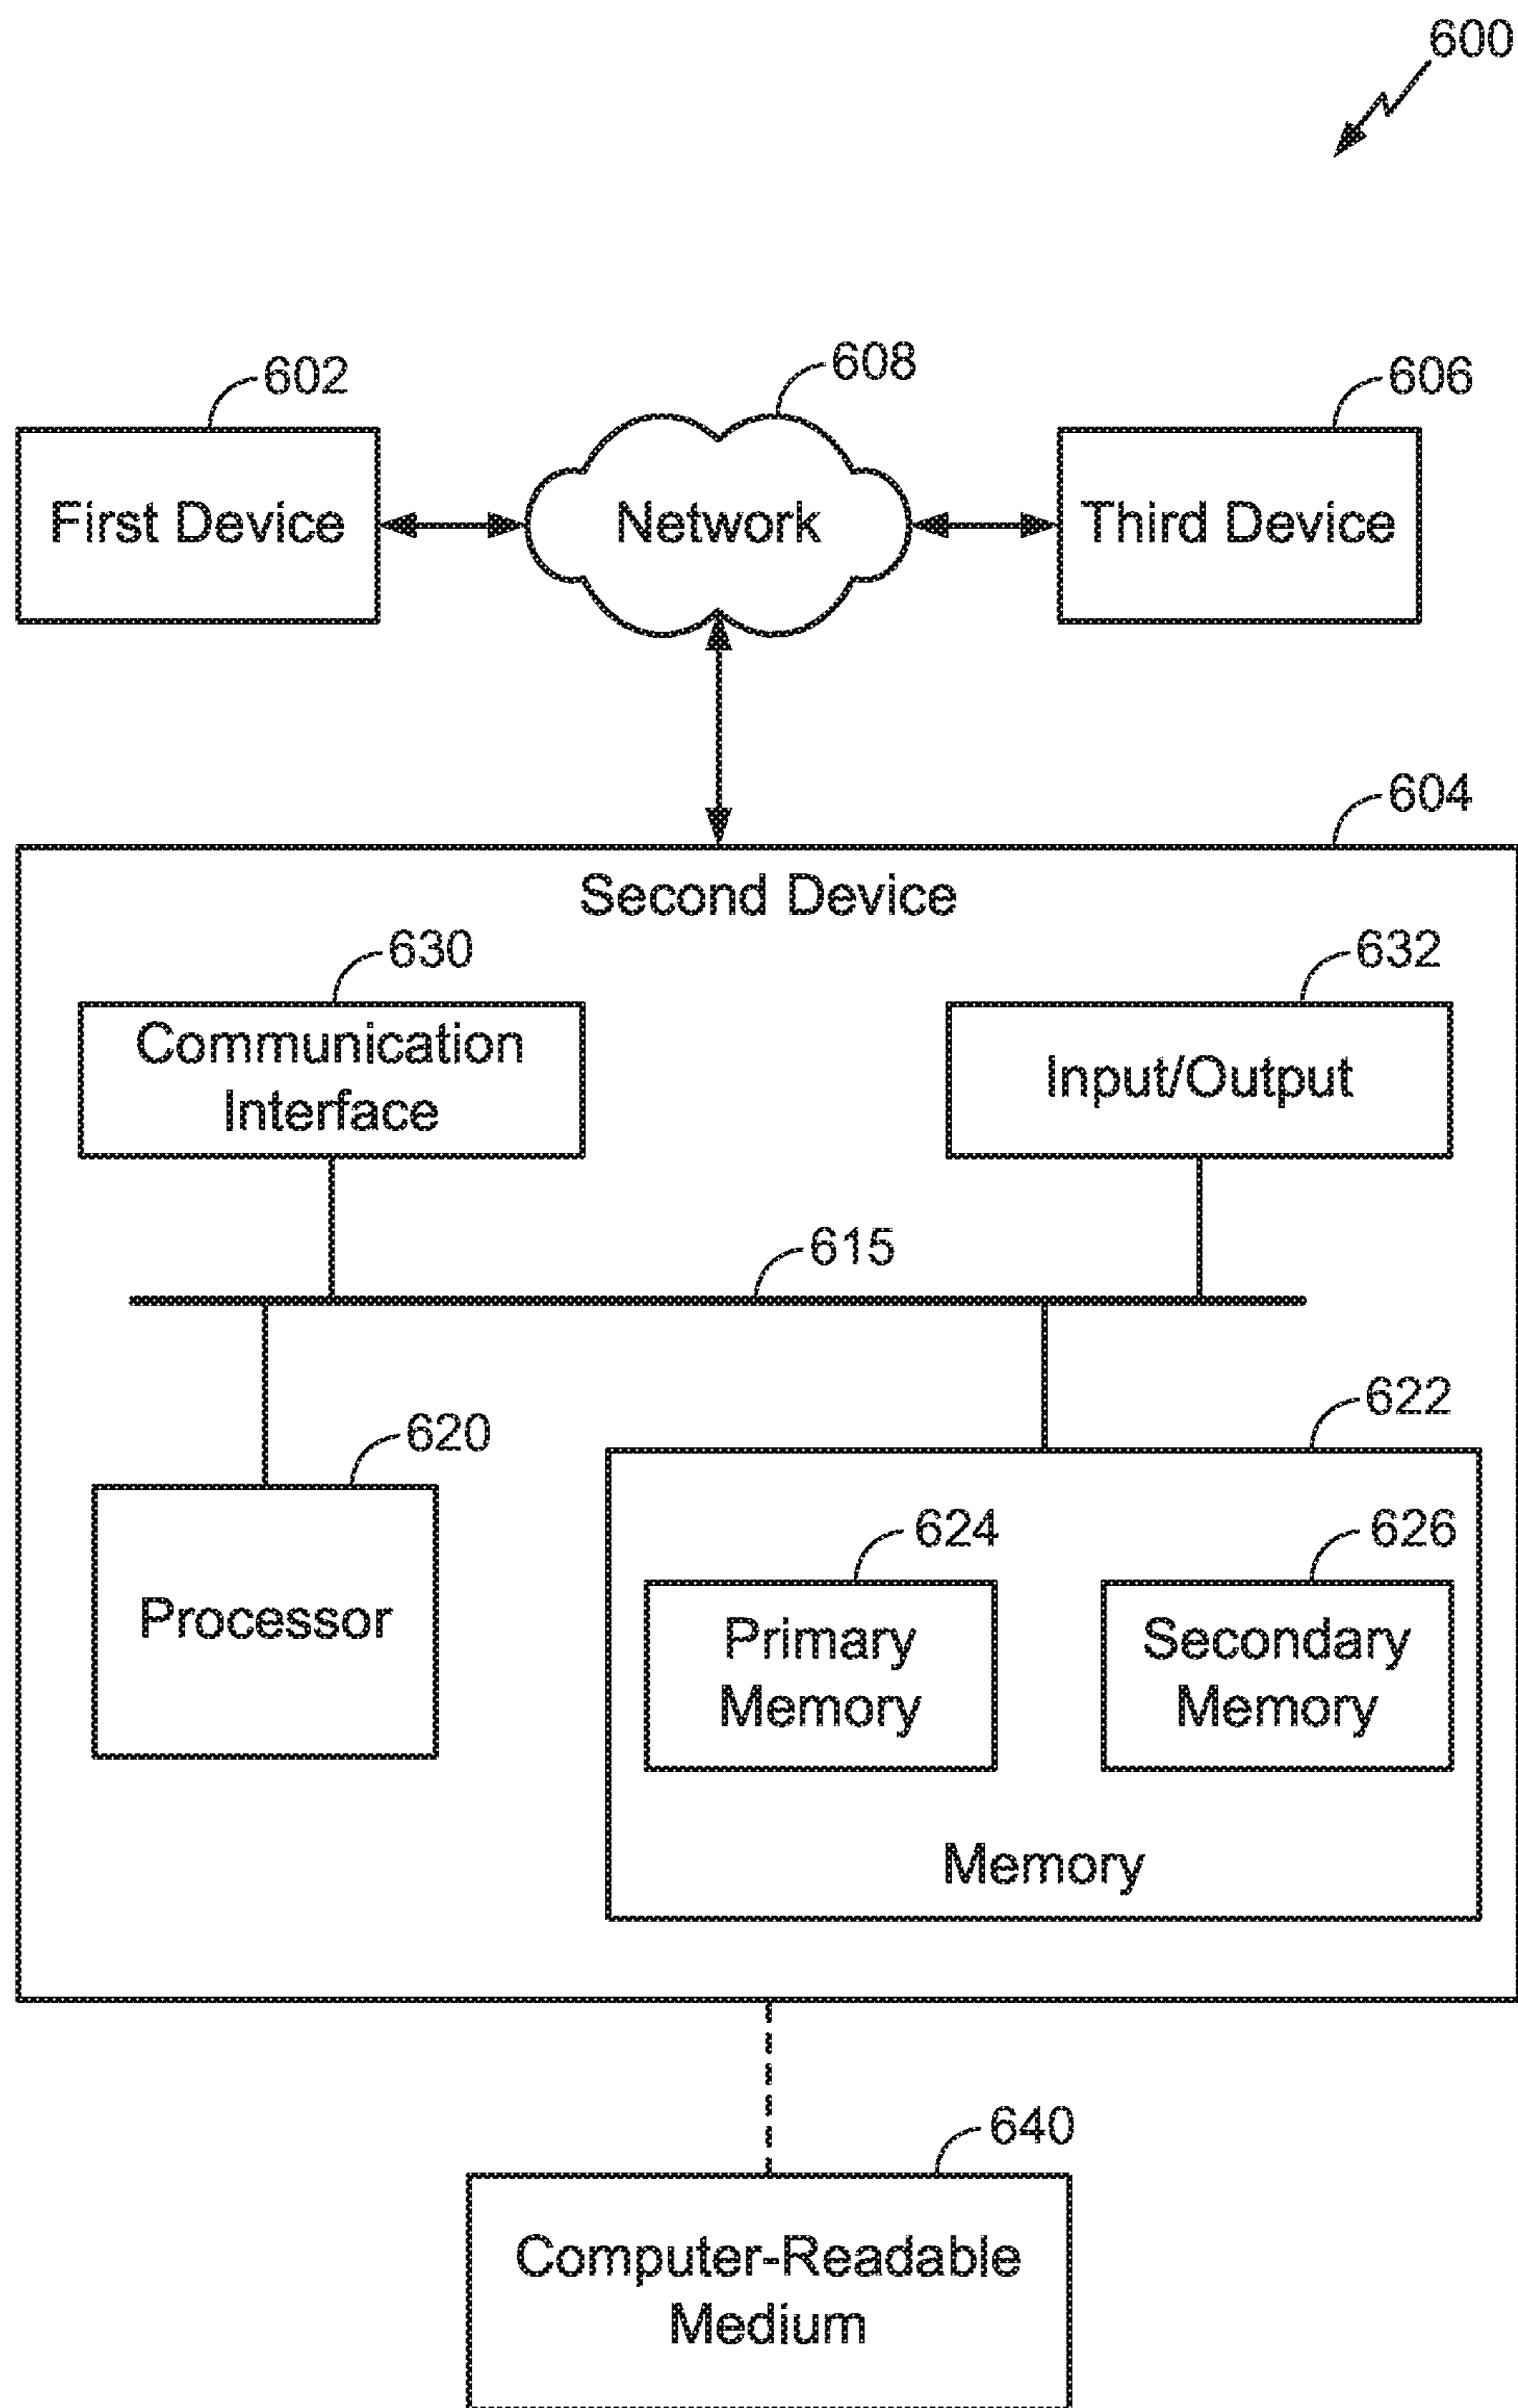 600
602
608
606
First Device
Network
Third Device
604
Second Device
630
632
Communication
Interface
Input/Output
615
620
622
Processor
624
626
Primary
Memory
Secondary
Memory
Memory
640
Computer-Readable
Medium